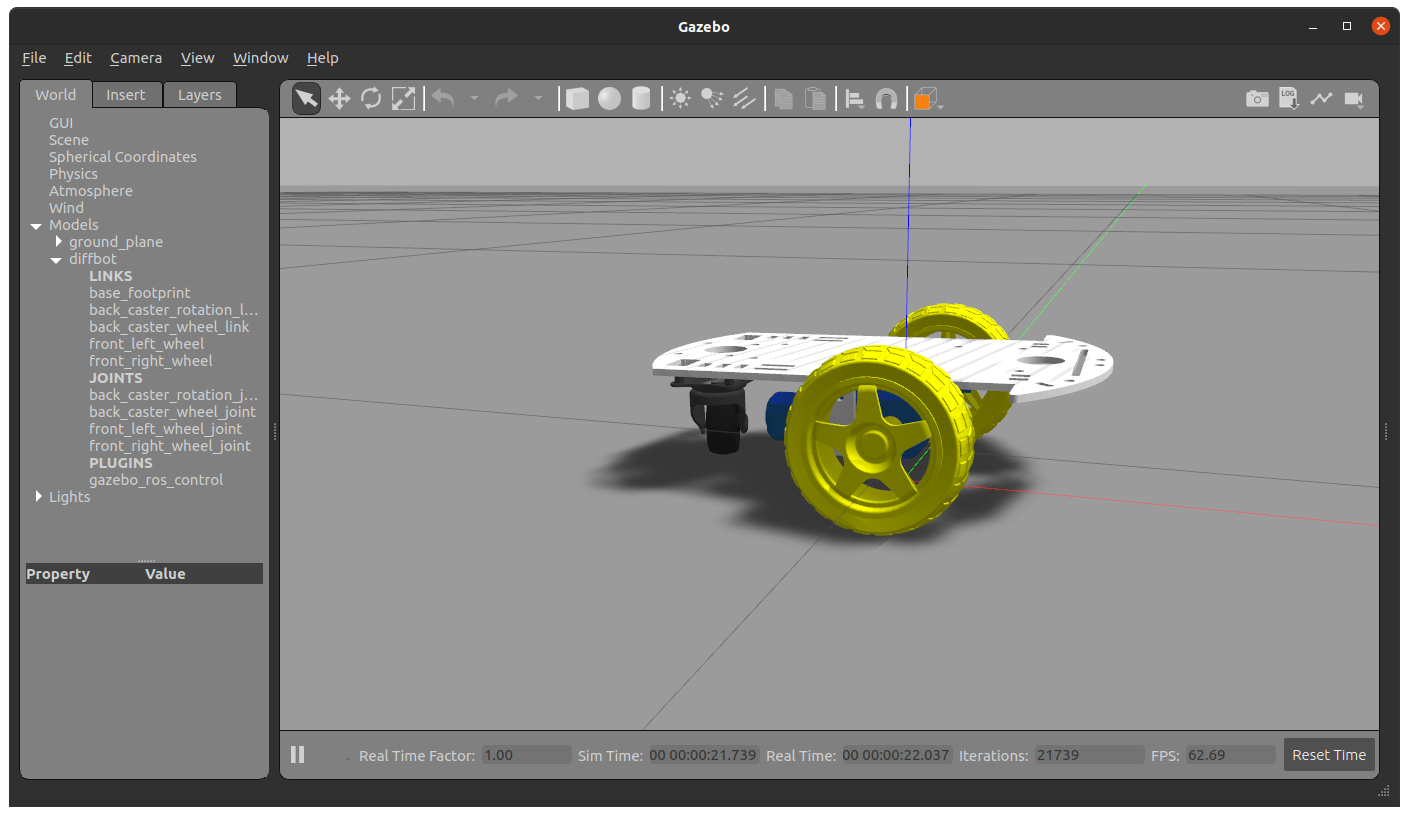 Gazebo
File Edit Camera View Window Help
World Insert Layers
LOG
GUI
Scene
Spherical Coordinates
Physics
Atmosphere
Wind
Models
ground_plane
diffbot
LINKS
base_footprint
back_caster_rotation_l...
back_caster_wheel_link
front_left_wheel
front_right_wheel
JOINTS
back_caster_rotation_j...
back_caster_wheel_joint
front_left_wheel_joint
front_right_wheel_joint
PLUGINS
gazebo_ros_control
Lights
Property Value
Real Time Factor: 1.00 Sim Time: 00 00:00:21.739 Real Time: 00 00:00:22.037 Iterations: 21739 FPS: 62.69 Reset Time